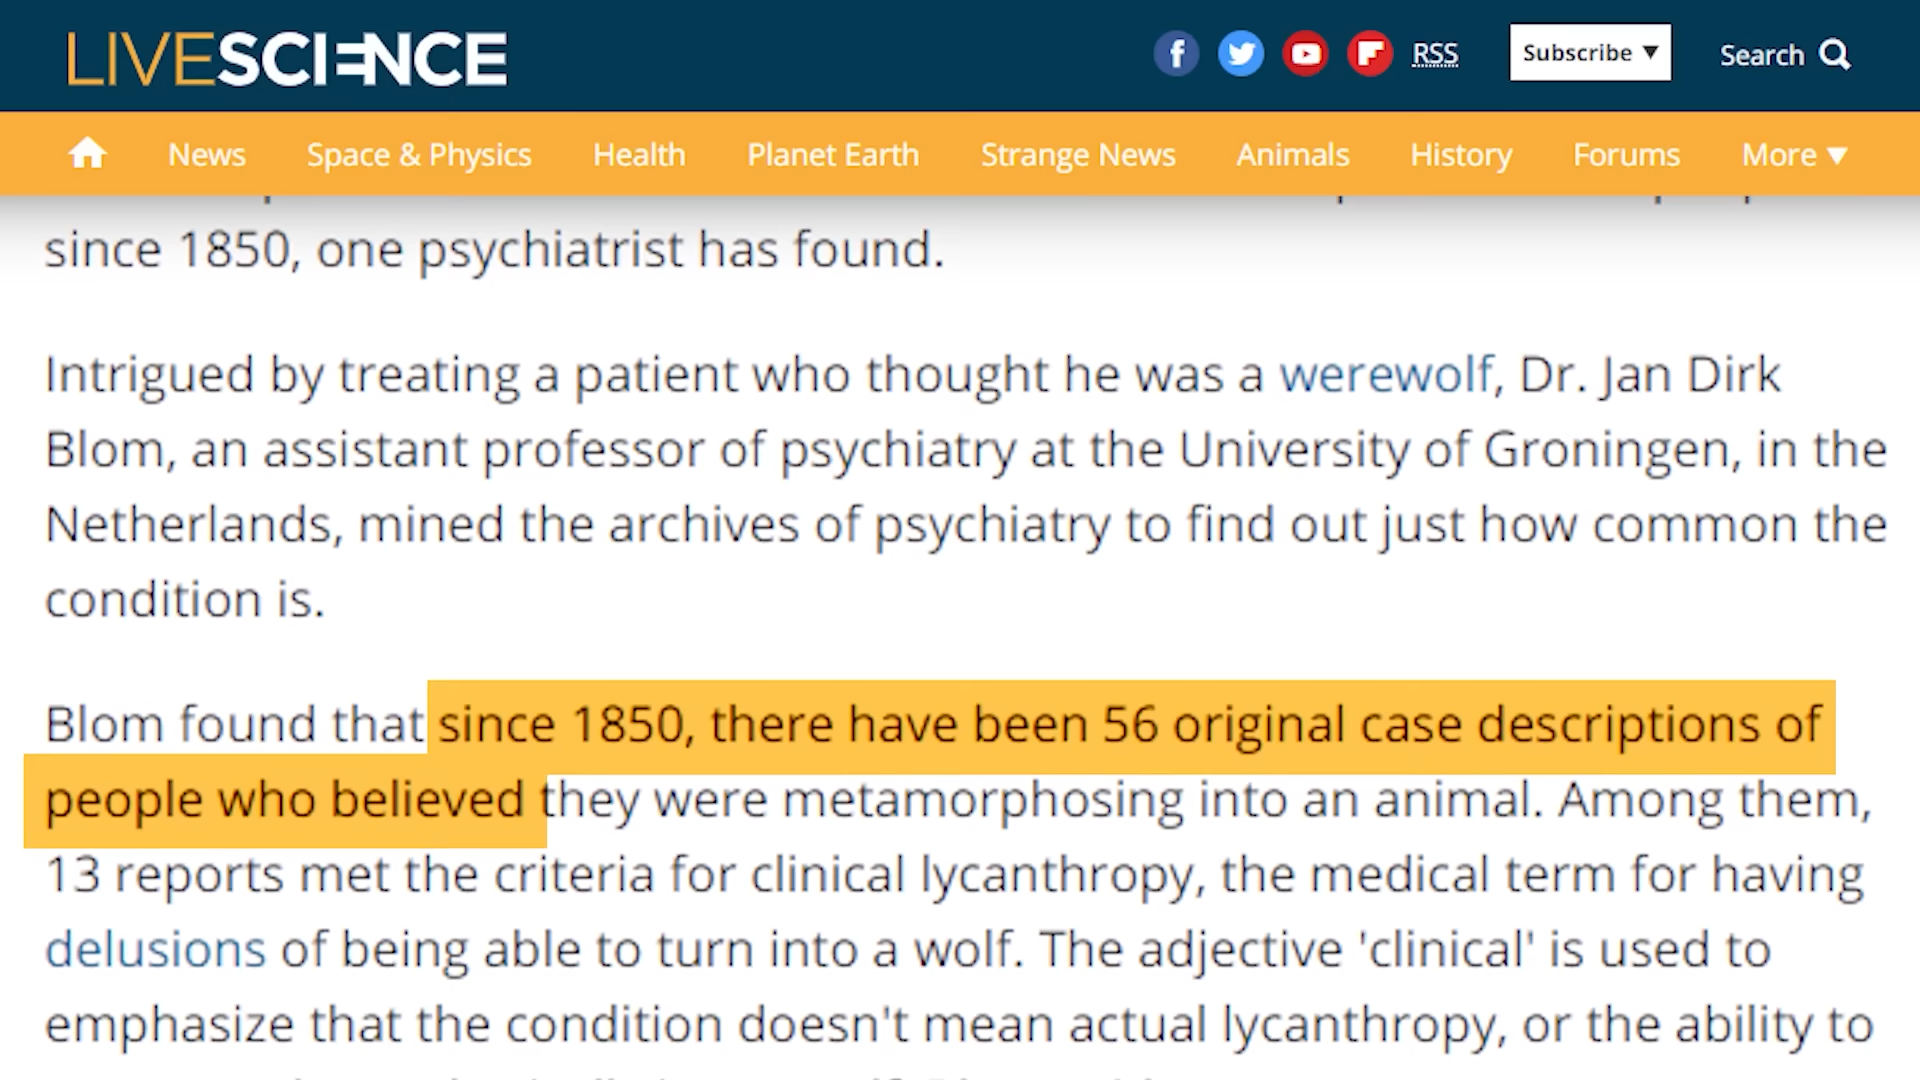 LIVESCIENCE
f
RSS
Subscribe ▼
Search
News
Space & Physics
Health
Planet Earth
Strange News
Animals
History
Forums
More ▼
since 1850, one psychiatrist has found.
Intrigued by treating a patient who thought he was a werewolf, Dr. Jan Dirk
Blom, an assistant professor of psychiatry at the University of Groningen, in the
Netherlands, mined the archives of psychiatry to find out just how common the
condition is.
Blom found that since 1850, there have been 56 original case descriptions of
people who believed they were metamorphosing into an animal. Among them,
13 reports met the criteria for clinical lycanthropy, the medical term for having
delusions of being able to turn into a wolf. The adjective 'clinical' is used to
emphasize that the condition doesn't mean actual lycanthropy, or the ability to